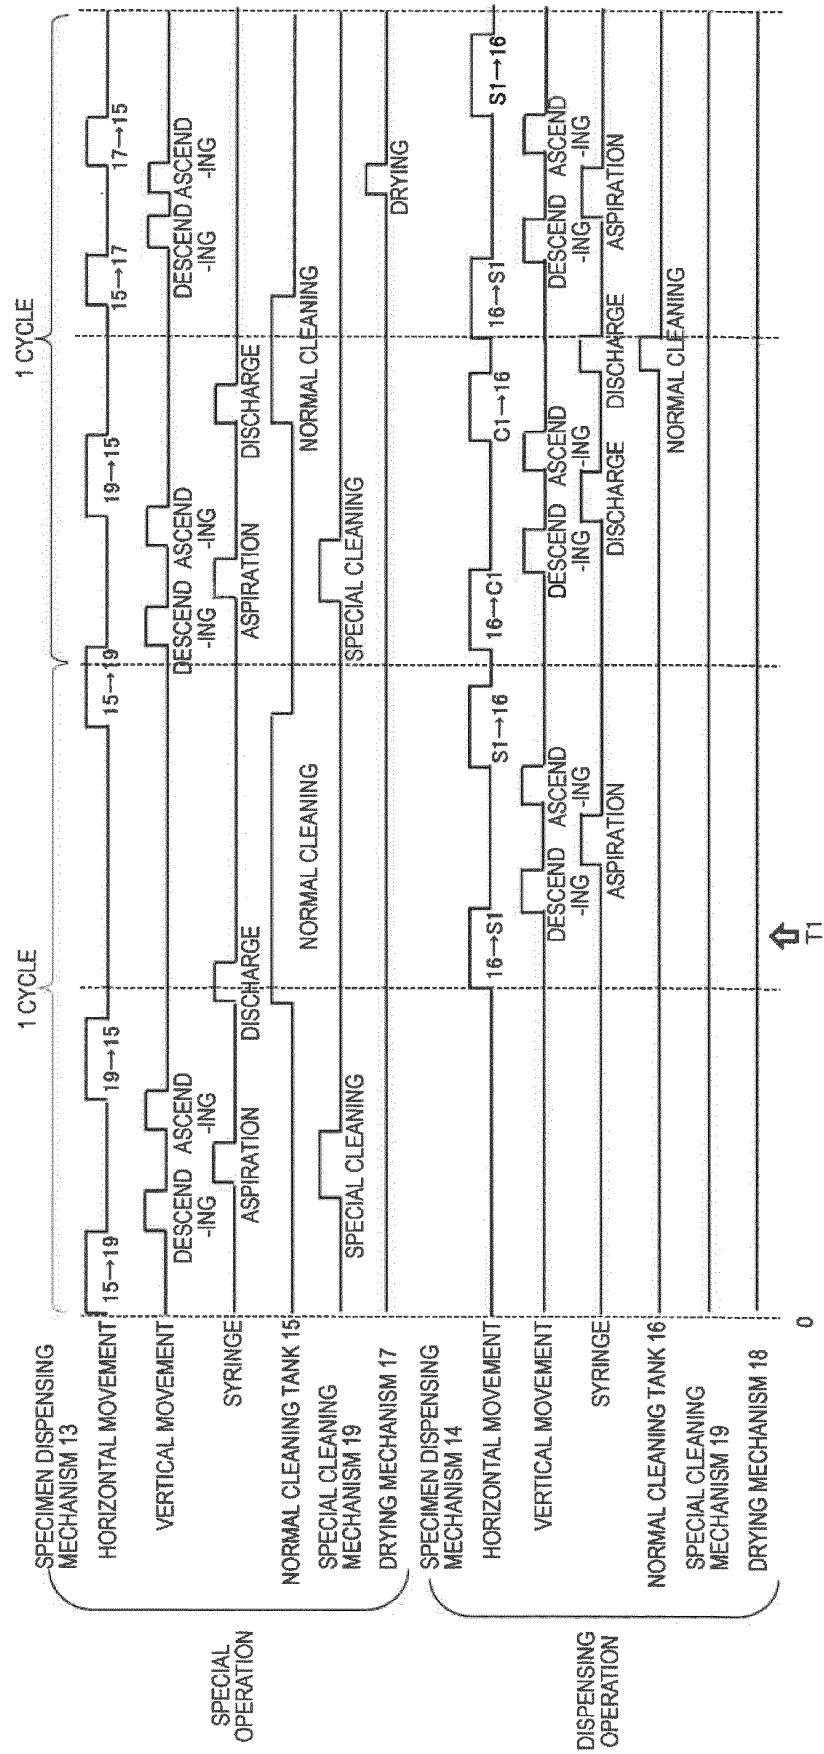 1 CYCLE
1 CYCLE
SPECIAL
OPERATION
SPECIMEN DISPENSING
MECHANISM 13
HORIZONTAL MOVEMENT
15→19
19→15
15→19
19→15
15→17
17→15
VERTICAL MOVEMENT
DESCEND
-ING
ASCEND
-ING
DESCEND
-ING
ASCEND
-ING
DESCEND
-ING
ASCEND
-ING
SYRINGE
ASPIRATION
DISCHARGE
ASPIRATION
DISCHARGE
NORMAL CLEANING TANK 15
NORMAL CLEANING
NORMAL CLEANING
SPECIAL CLEANING
MECHANISM 19
SPECIAL CLEANING
SPECIAL CLEANING
DRYING MECHANISM 17
DRYING
DISPENSING
OPERATION
SPECIMEN DISPENSING
MECHANISM 14
HORIZONTAL MOVEMENT
16→S1
S1→16
16→C1
C1→16
16→S1
S1→16
VERTICAL MOVEMENT
DESCEND
-ING
ASCEND
-ING
DESCEND
-ING
ASCEND
-ING
DESCEND
-ING
ASCEND
-ING
SYRINGE
ASPIRATION
DISCHARGE
DISCHARGE
ASPIRATION
NORMAL CLEANING TANK 16
NORMAL CLEANING
SPECIAL CLEANING
MECHANISM 19
DRYING MECHANISM 18
0
T1